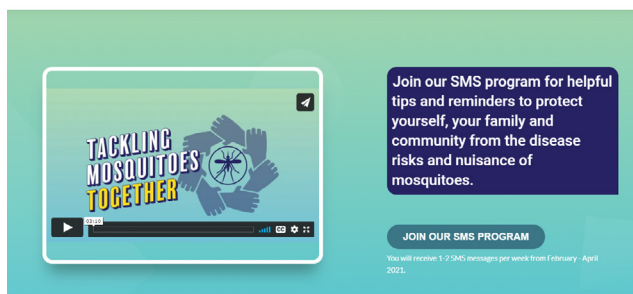 TACKLING
MOSQUITOES
TOGETHER
03:10
CC
Join our SMS program for helpful
tips and reminders to protect
yourself, your family and
community from the disease
risks and nuisance of
mosquitoes.
JOIN OUR SMS PROGRAM
You will receive 1-2 SMS messages per week from February - April
2021.